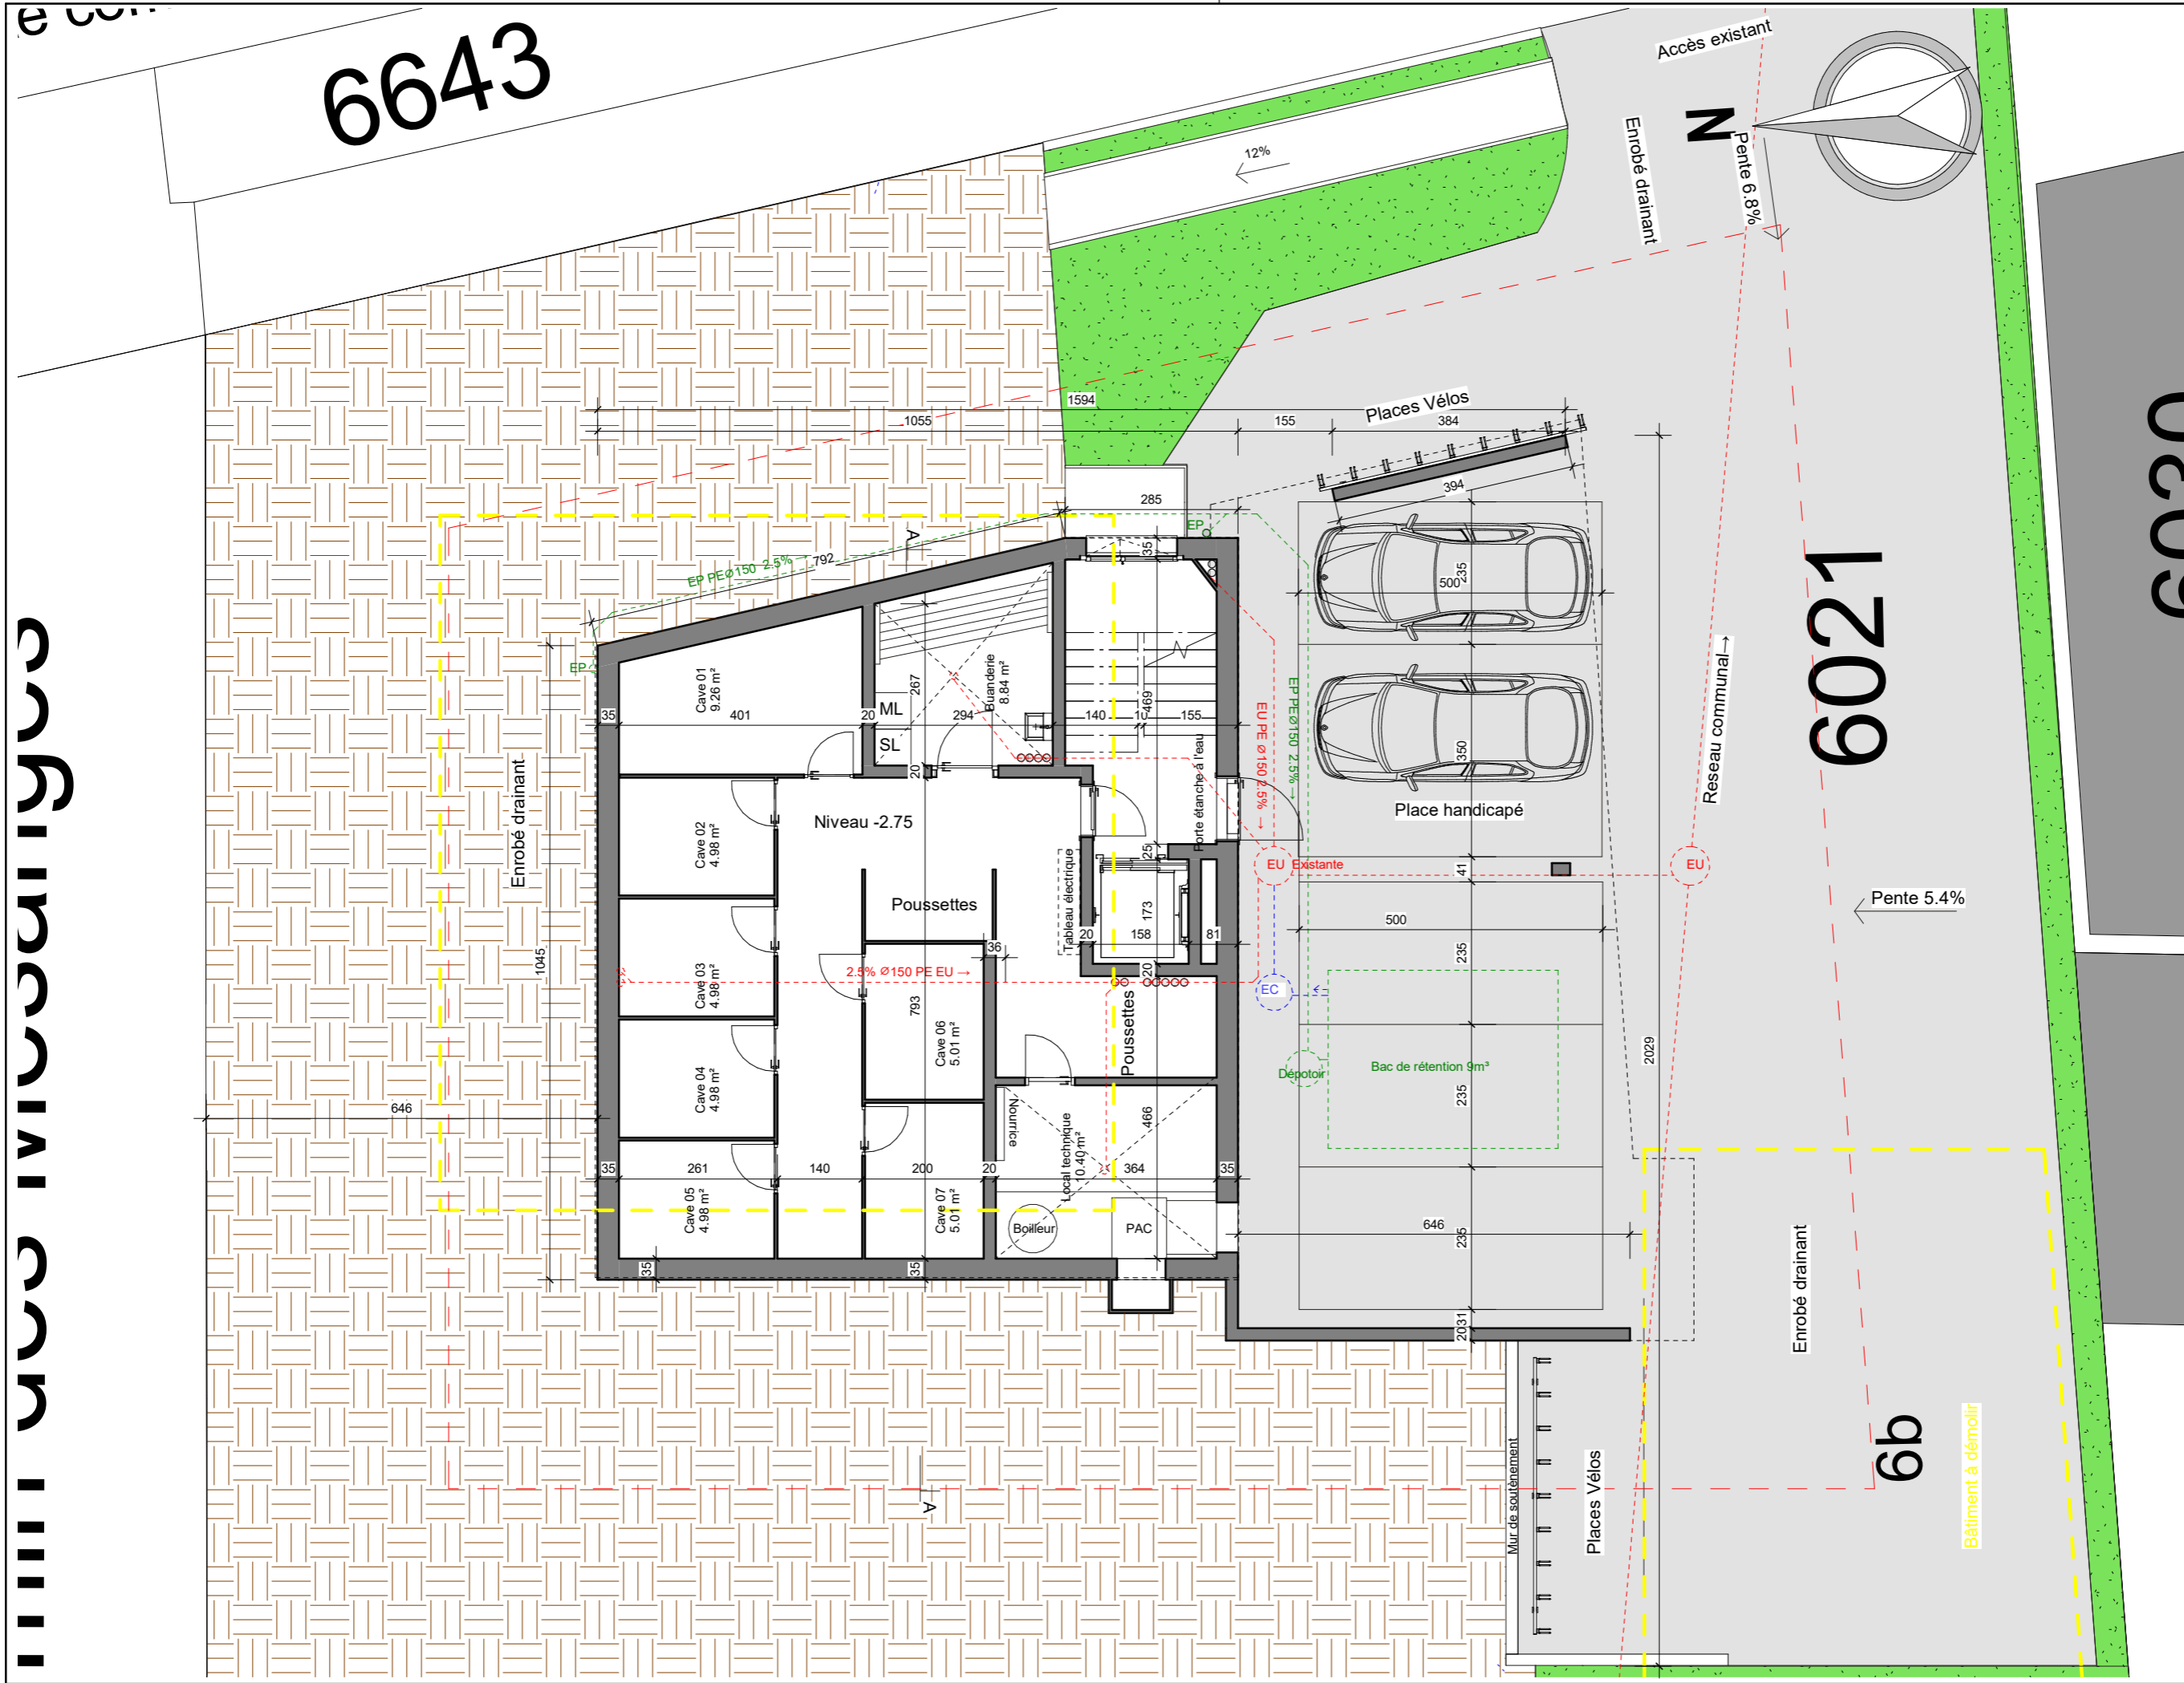 6643
Accès existant
N
Pente 6.8%
Enrobé drainant
12%
6030
1594
1055
155
Places Vélos
384
394
285
EP
35
EP PEØ150 2.5% →
792
A
500
235
6021
EP
Cave 01
9.26 m²
267
Buanderie
8.84 m²
469
ML
SL
35
401
20
294
140
10
155
20
EU PE Ø150 2.5% →
EP PEØ150 2.5% →
350
Reseau communal→
Porte étanche à l'eau
Place handicapé
Niveau -2.75
Enrobé drainant
Cave 02
4.98 m²
Tableau électrique
25
EU Existante
41
EU
Poussettes
Pente 5.4%
173
20
158
81
500
36
1045
Cave 03
4.98 m²
2.5% Ø150 PE EU →
20
EC
235
793
Cave 06
5.01 m²
Poussettes
2029
Dépotoir
Bac de rétention 9m³
Cave 04
4.98 m²
646
Nourrice
466
235
Local technique
10.40 m²
35
261
140
200
20
364
35
Cave 05
4.98 m²
Cave 07
5.01 m²
Boilleur
PAC
646
235
35
35
31
20
Enrobé drainant
6b
Bâtiment à démolir
Mur de soutènement
Places Vélos
A